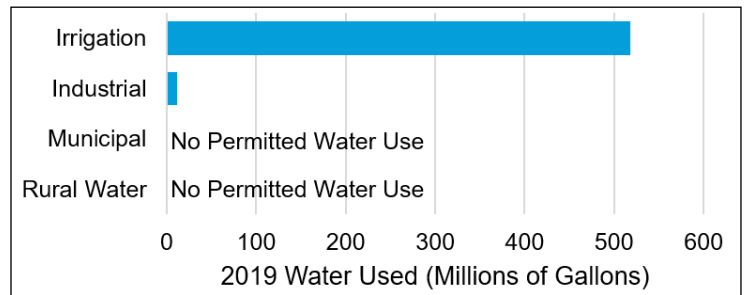 Irrigation
Industrial
Municipal No Permitted Water Use
Rural Water No Permitted Water Use
0 100 200 300 400 500 600
2019 Water Used (Millions of Gallons)